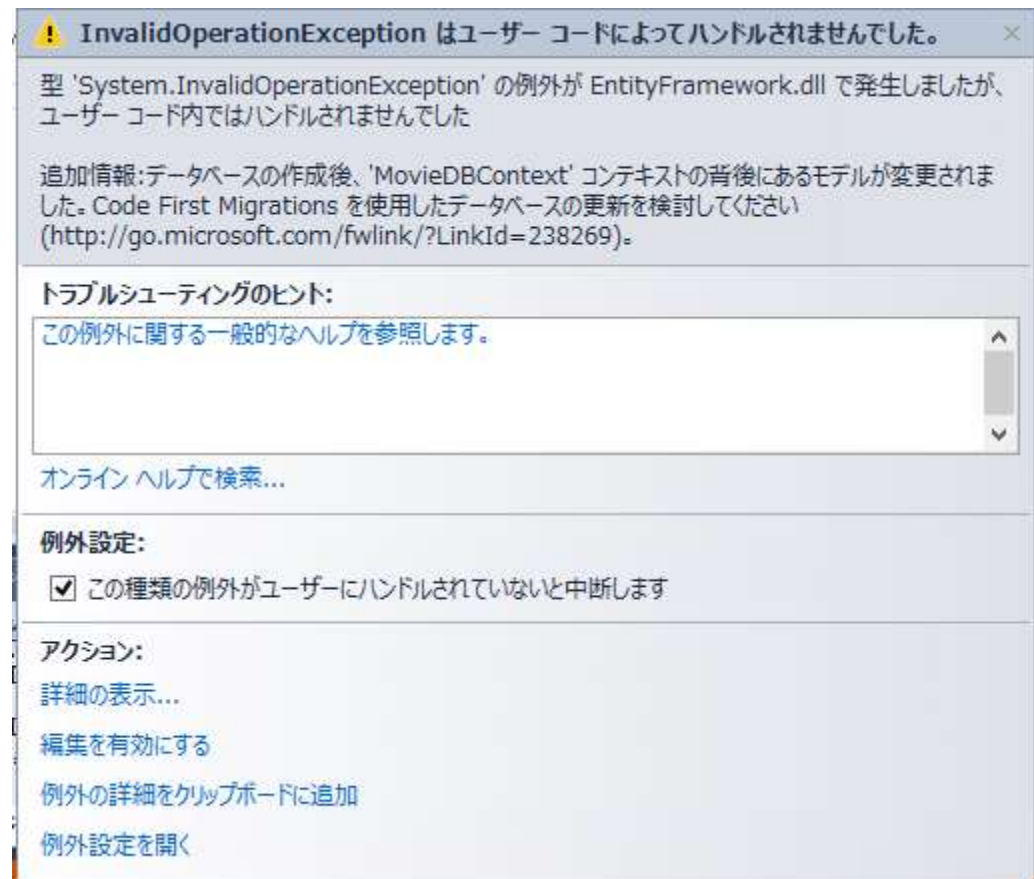 InvalidOperationException はユーザー コードによってハンドルされませんでした。
型 'System.InvalidOperationException' の例外が EntityFramework.dll で発生しましたが、
ユーザー コード内ではハンドルされませんでした
追加情報:データベースの作成後、'MovieDBContext' コンテキストの背後にあるモデルが変更されま
した。Code First Migrations を使用したデータベースの更新を検討してください
(http://go.microsoft.com/fwlink/?LinkId=238269)。
トラブルシューティングのヒント:
この例外に関する一般的なヘルプを参照します。
オンライン ヘルプで検索...
例外設定:
この種類の例外がユーザーにハンドルされていないと中断します
アクション:
詳細の表示...
編集を有効にする
例外の詳細をクリップボードに追加
例外設定を開く